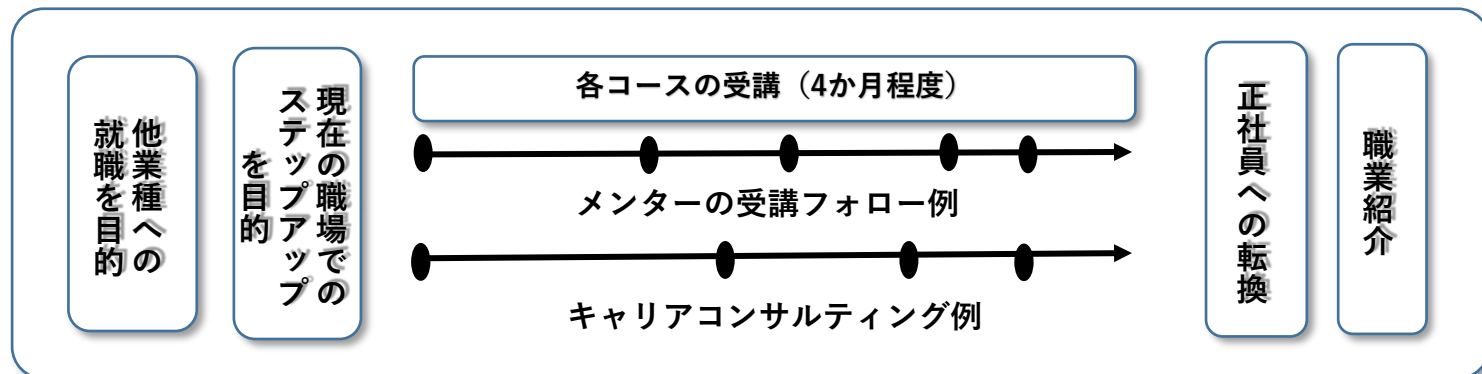 他業種への
就職を目的
現在の職場での
ステップアップ
を目的
各コースの受講（4か月程度）
メンターの受講フォロー例
キャリアコンサルティング例
正社員への転換
職業紹介